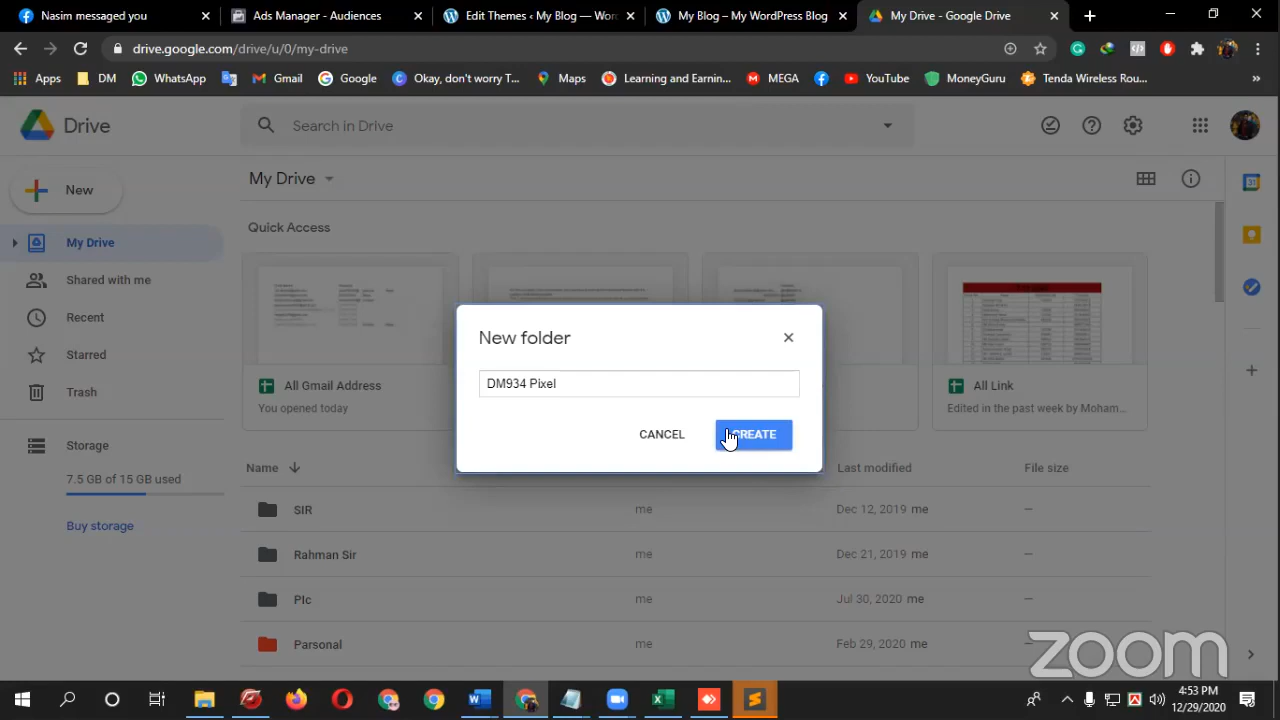 Nasim messaged you
Ads Manager - Audiences
Edit Themes ‹ My Blog — Wor
My Blog – My WordPress Blog
My Drive - Google Drive
drive.google.com/drive/u/0/my-drive
Apps
DM
WhatsApp
Gmail
Google
Okay, don't worry T...
Maps
Learning and Earnin...
MEGA
YouTube
MoneyGuru
Tenda Wireless Rou...
Drive
Search in Drive
New
My Drive
My Drive
Shared with me
Recent
Starred
Trash
Storage
7.5 GB of 15 GB used
Buy storage
Quick Access
All Gmail Address
You opened today
All Link
Edited in the past week by Moham...
New folder
DM934 Pixel
CANCEL
CREATE
Name
Last modified
File size
SIR
me
Dec 12, 2019 me
–
Rahman Sir
me
Dec 21, 2019 me
–
PIc
me
Jul 30, 2020 me
–
Parsonal
me
Feb 29, 2020 me
–
zoom
4:53 PM
12/29/2020